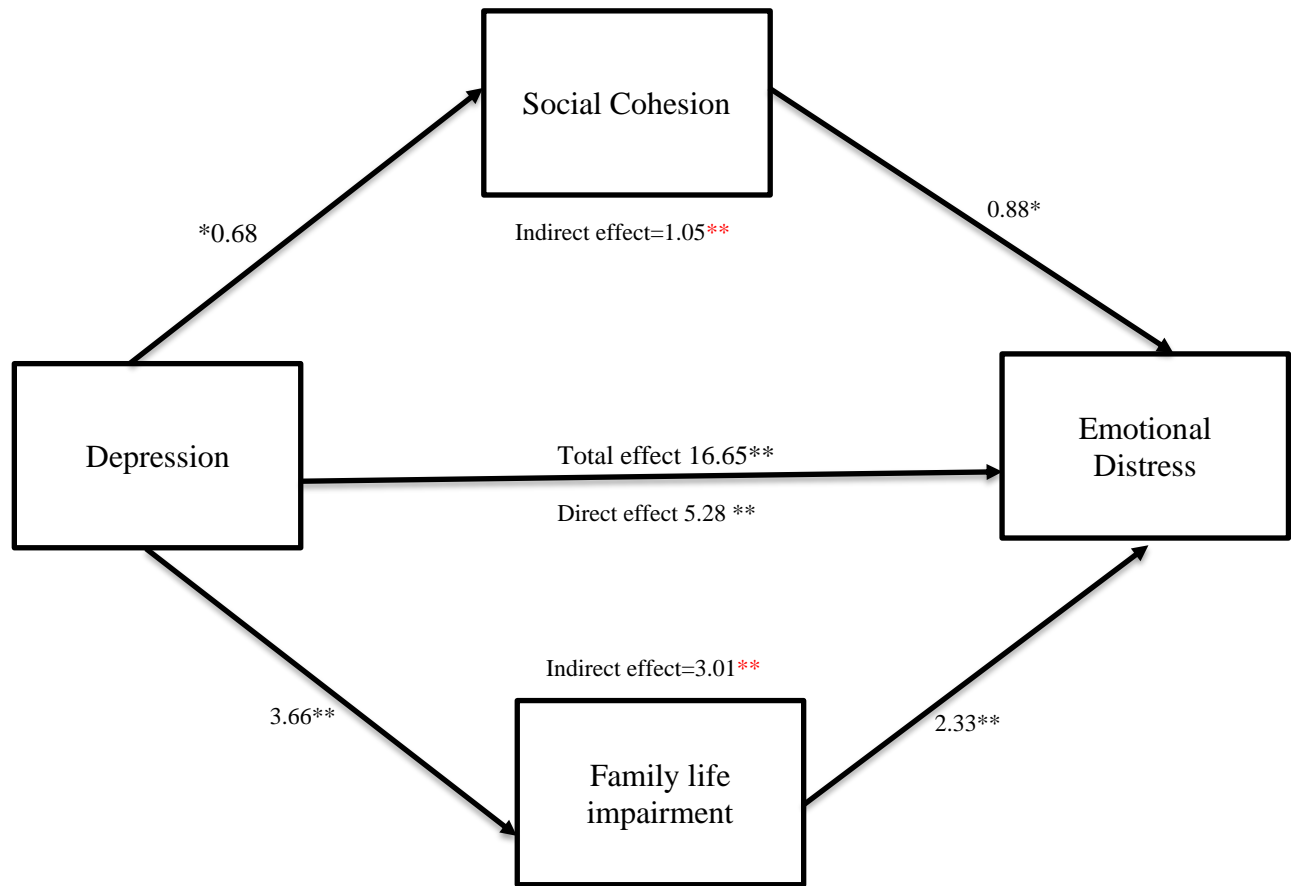 Social Cohesion
*0.68
0.88*
Indirect effect=1.05**
Depression
Total effect 16.65**
Direct effect 5.28 **
Emotional
Distress
Indirect effect=3.01**
3.66**
2.33**
Family life
impairment